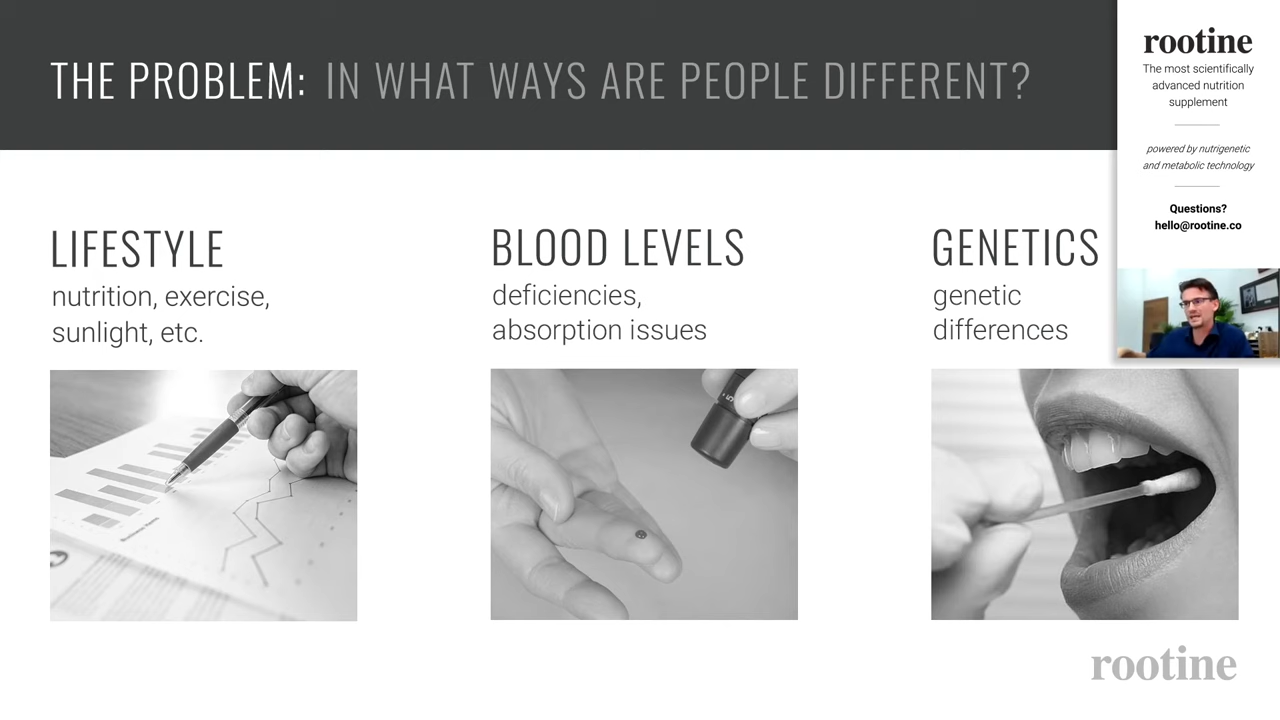 THE PROBLEM: IN WHAT WAYS ARE PEOPLE DIFFERENT?
rootine
The most scientifically
advanced nutrition
supplement
powered by nutrigenetic
and metabolic technology
Questions?
hello@rootine.co
LIFESTYLE
nutrition, exercise,
sunlight, etc.
BLOOD LEVELS
deficiencies,
absorption issues
GENETICS
genetic
differences
rootine